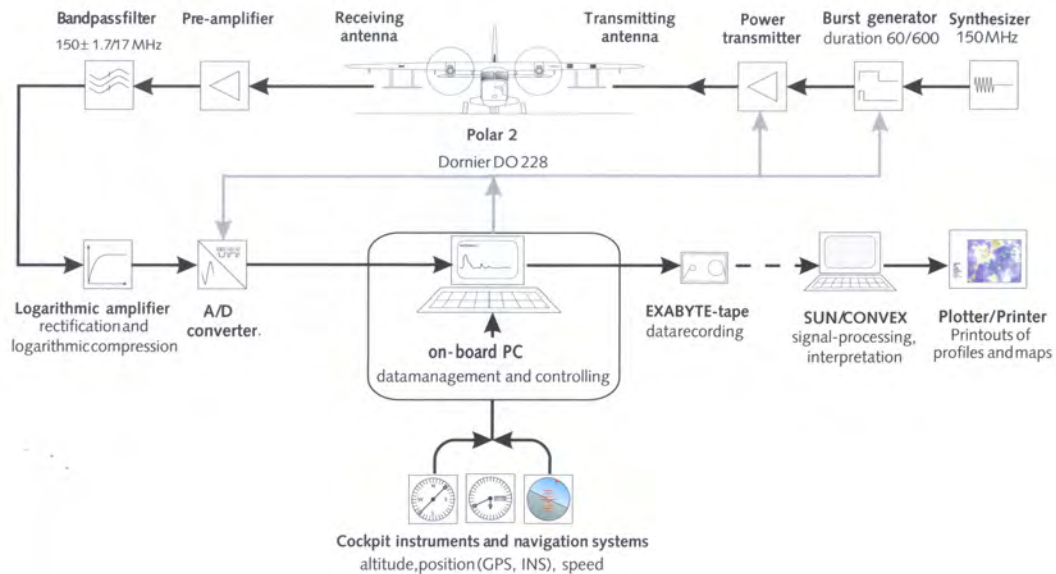 Bandpassfilter
150± 1.7/17 MHz
Pre-amplifier
Receiving
antenna
Transmitting
antenna
Power
transmitter
Burst generator
duration 60/600
Synthesizer
150MHz
Polar 2
Dornier DO 228
Logarithmic amplifier
rectification and
logarithmic compression
A/D
converter.
on-board PC
datamanagement and controlling
EXABYTE-tape
datarecording
SUN/CONVEX
signal-processing,
interpretation
Plotter/Printer
Printouts of
profiles and maps
Cockpit instruments and navigation systems
altitude,position(GPS, INS), speed